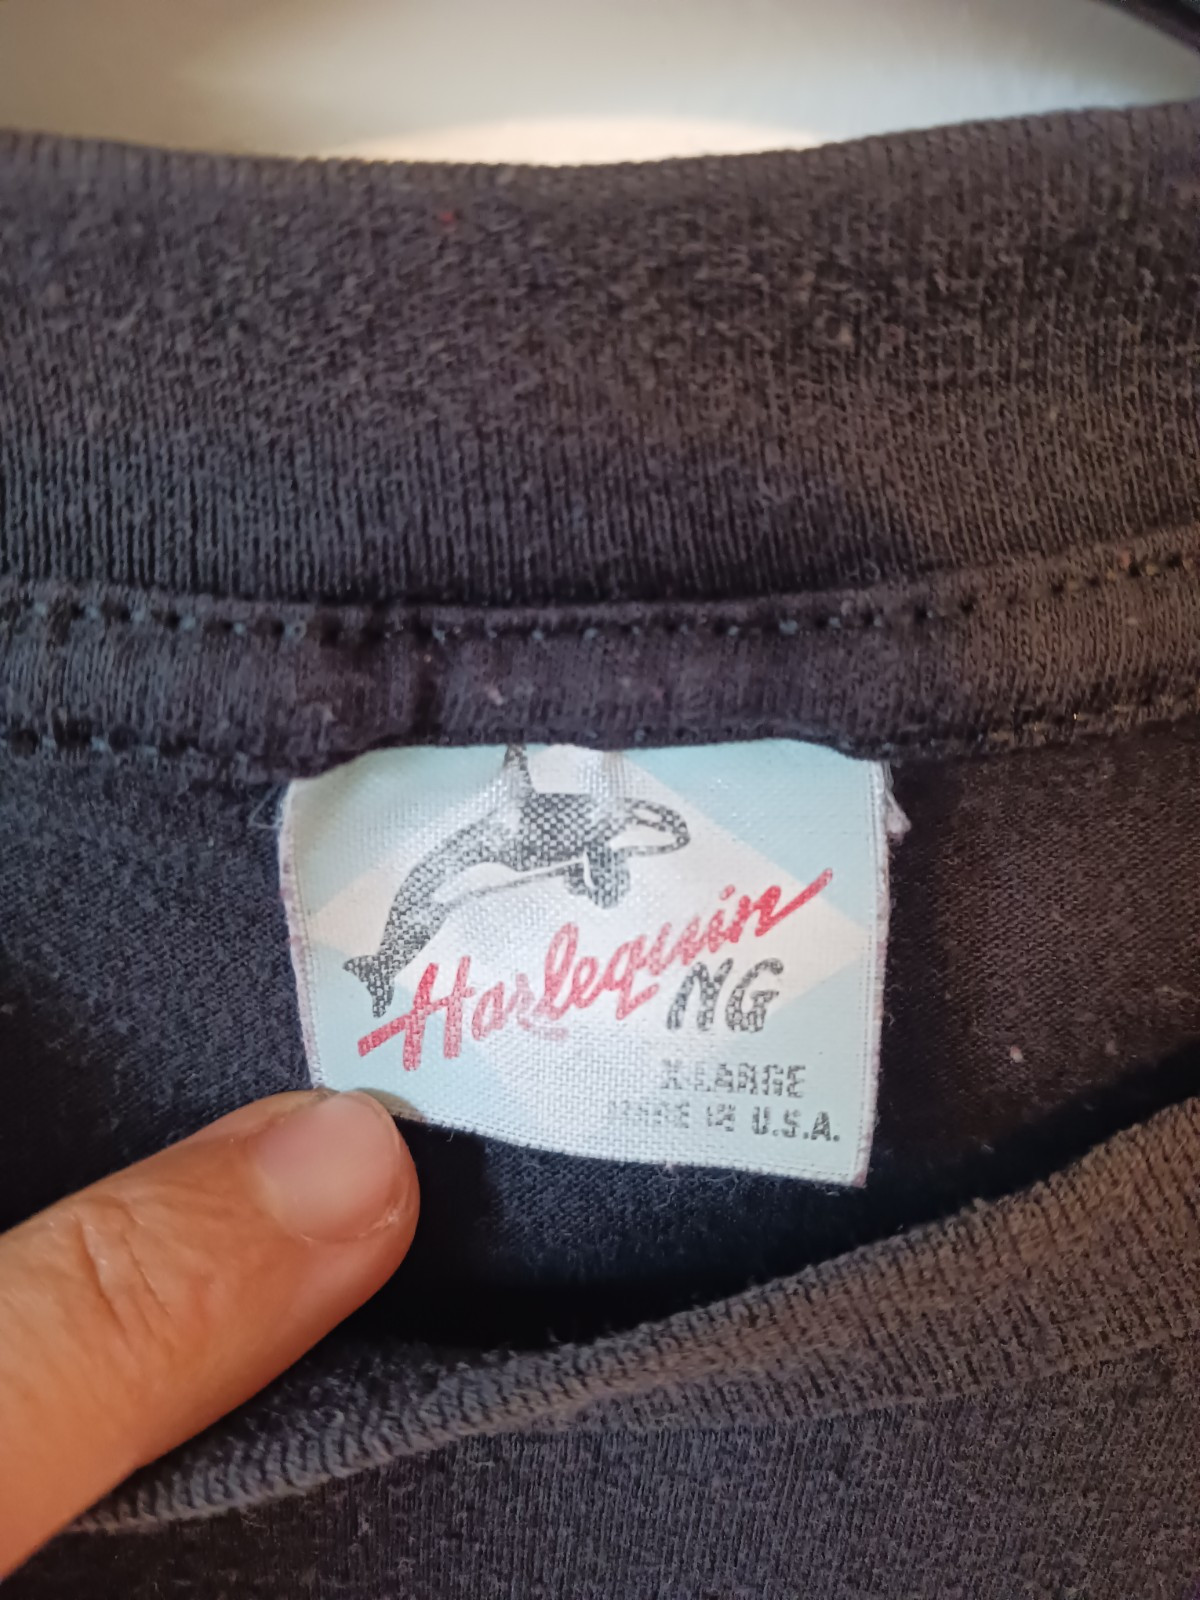 Harlequin
NG
X-LARGE
MADE IN U.S.A.